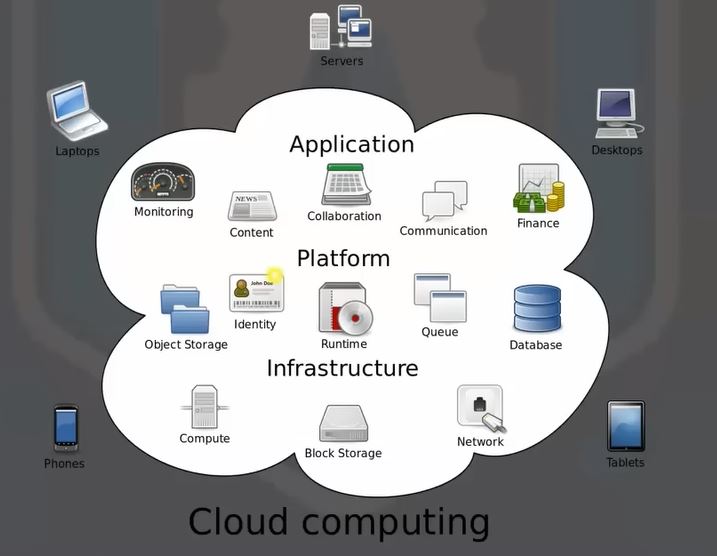 Servers
Laptops
Desktops
Application
Monitoring
NEWS
Content
Collaboration
Communication
Finance
Platform
John Doe
Object Storage
Identity
Runtime
Queue
Database
Infrastructure
Compute
Block Storage
Network
Phones
Tablets
Cloud computing